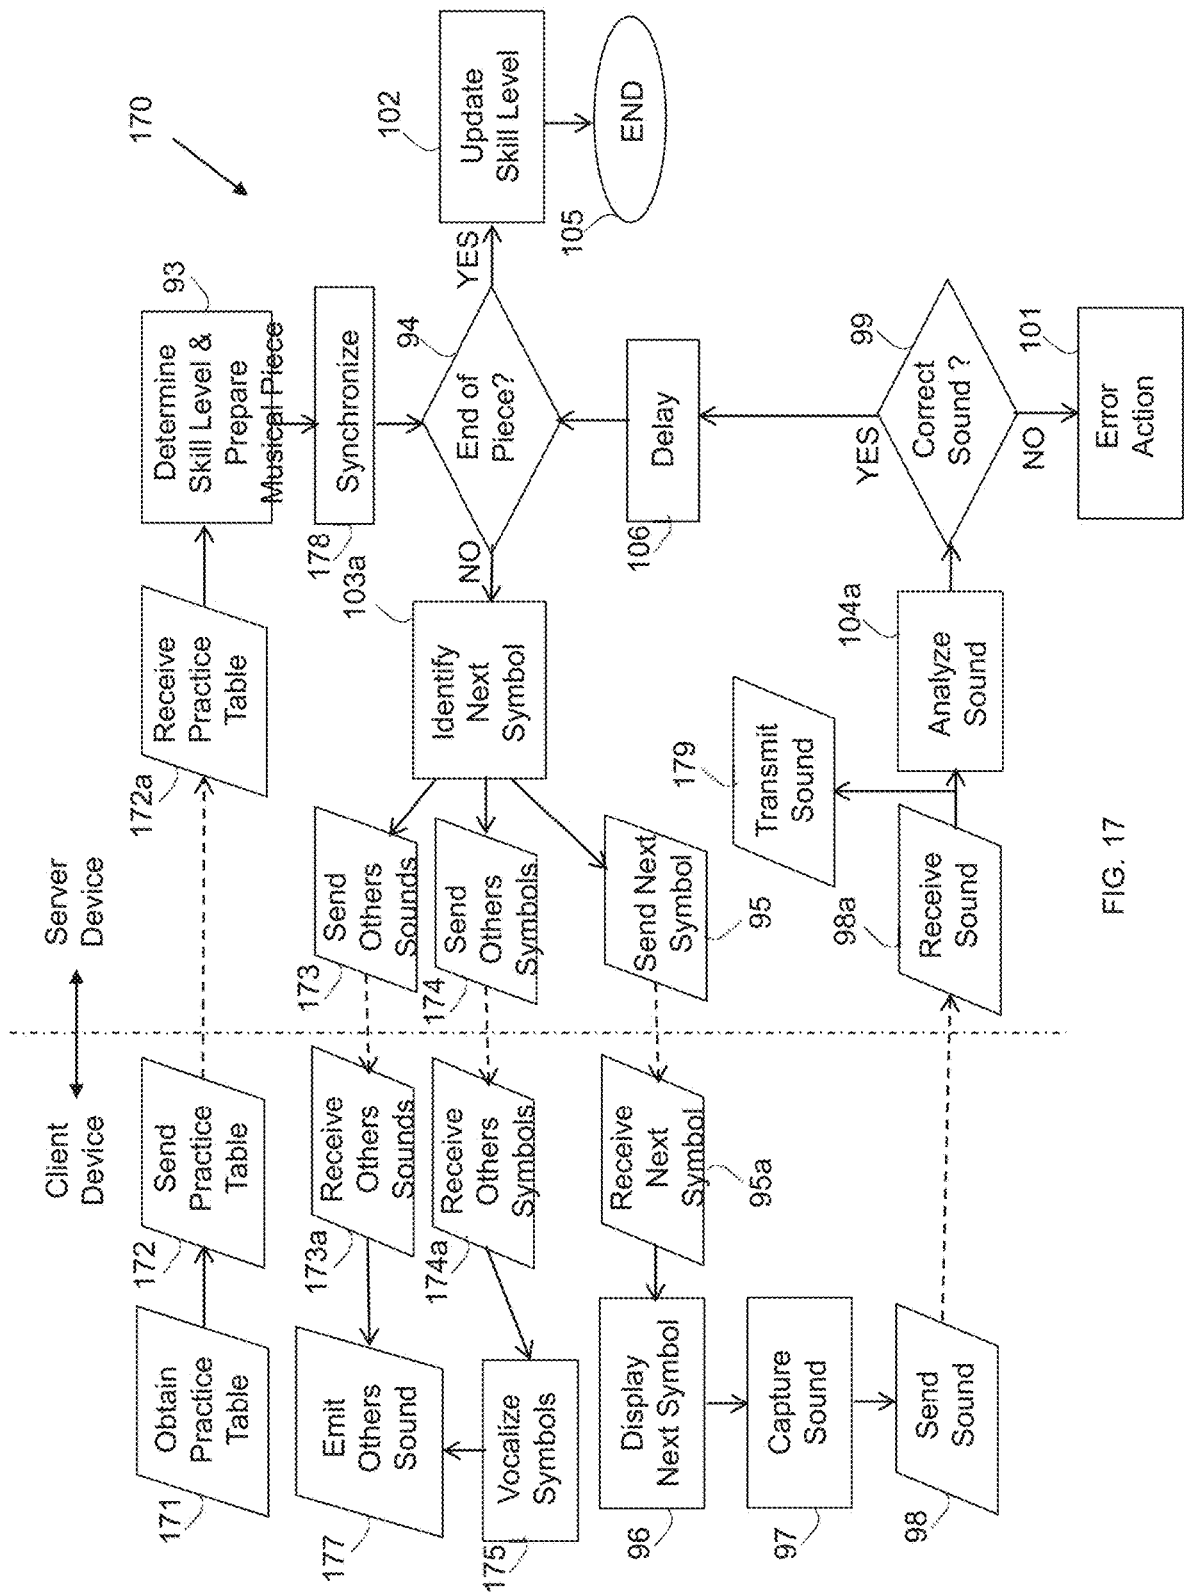 Client
Device
Server
Device
170
171
Obtain
Practice
Table
172
Send
Practice
Table
172a
Receive
Practice
Table
93
Determine
Skill Level &
Prepare
Musical Piece
177
Emit
Others
Sound
173a
Receive
Others
Sounds
173
Send
Others
Sounds
178
Synchronize
175
Vocalize
Symbols
174a
Receive
Others
Symbols
174
Send
Others
Symbols
103a
Identify
Next
Symbol
NO
94
End of
Piece?
YES
102
Update
Skill Level
105
END
96
Display
Next Symbol
95a
Receive
Next
Symbol
95
Send Next
Symbol
106
Delay
97
Capture
Sound
179
Transmit
Sound
98
Send
Sound
98a
Receive
Sound
104a
Analyze
Sound
99
Correct
Sound ?
YES
NO
101
Error
Action
FIG. 17